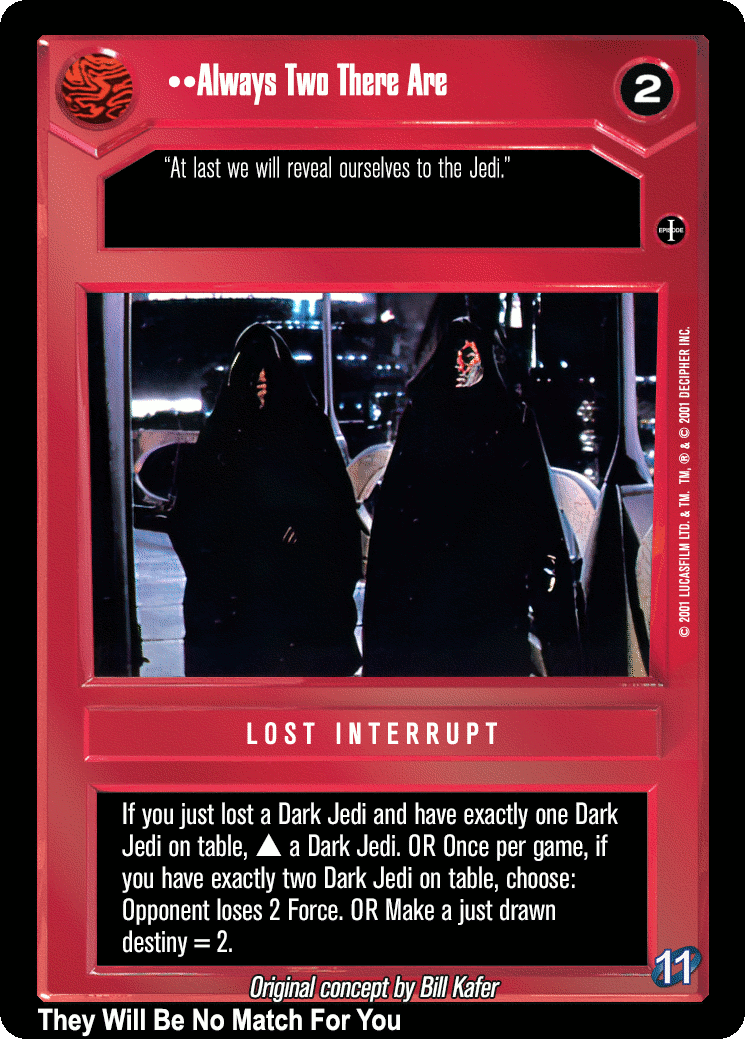 ••Always Two There Are
2
“At last we will reveal ourselves to the Jedi.”
EPISODE
I
© 2001 LUCASFILM LTD. & TM. TM, ® & © 2001 DECIPHER INC.
LOST INTERRUPT
If you just lost a Dark Jedi and have exactly one Dark
Jedi on table, ▲ a Dark Jedi. OR Once per game, if
you have exactly two Dark Jedi on table, choose:
Opponent loses 2 Force. OR Make a just drawn
destiny = 2.
11
Original concept by Bill Kafer
They Will Be No Match For You